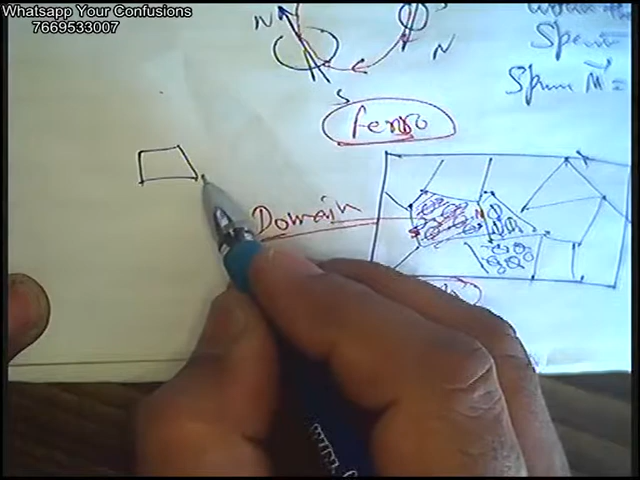 Whatsapp Your Confusions
7669533007
N
S
N
S
Spin
Spin M =
ferro
Domain